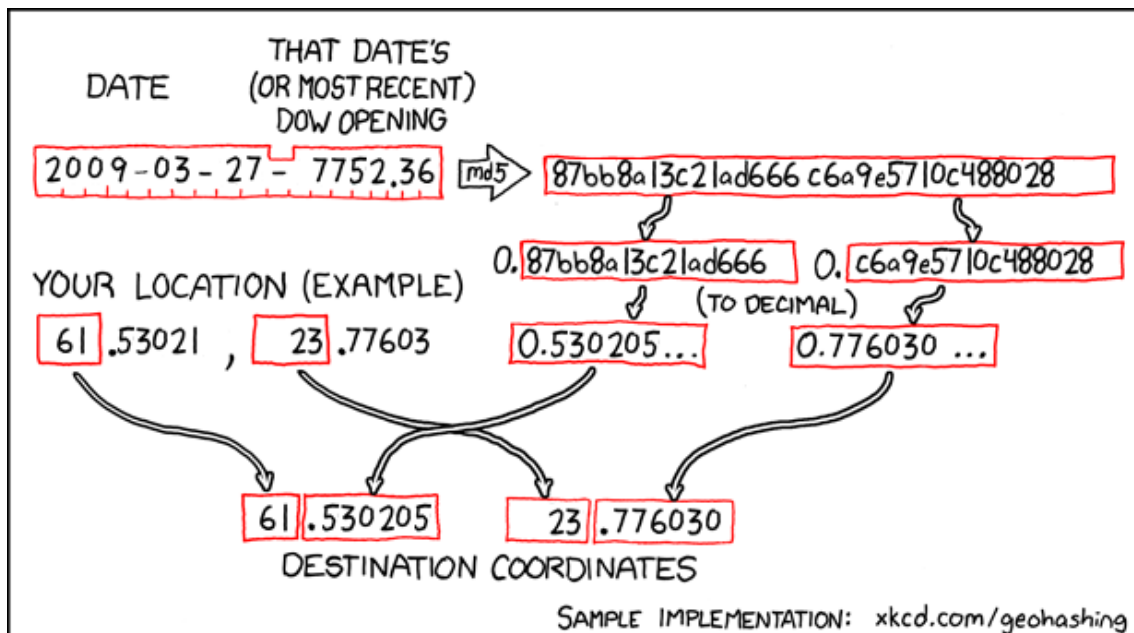 DATE
THAT DATE'S
(OR MOST RECENT)
DOW OPENING
2009-03-27- 7752.36
md5
87bb8a13c21ad666c6a9e5710c488028
0.87bb8a13c21ad666
0.c6a9e5710c488028
(TO DECIMAL)
YOUR LOCATION (EXAMPLE)
61.53021, 23.77603
0.530205...
0.776030 ...
61.530205
23.776030
DESTINATION COORDINATES
SAMPLE IMPLEMENTATION: xkcd.com/geohashing